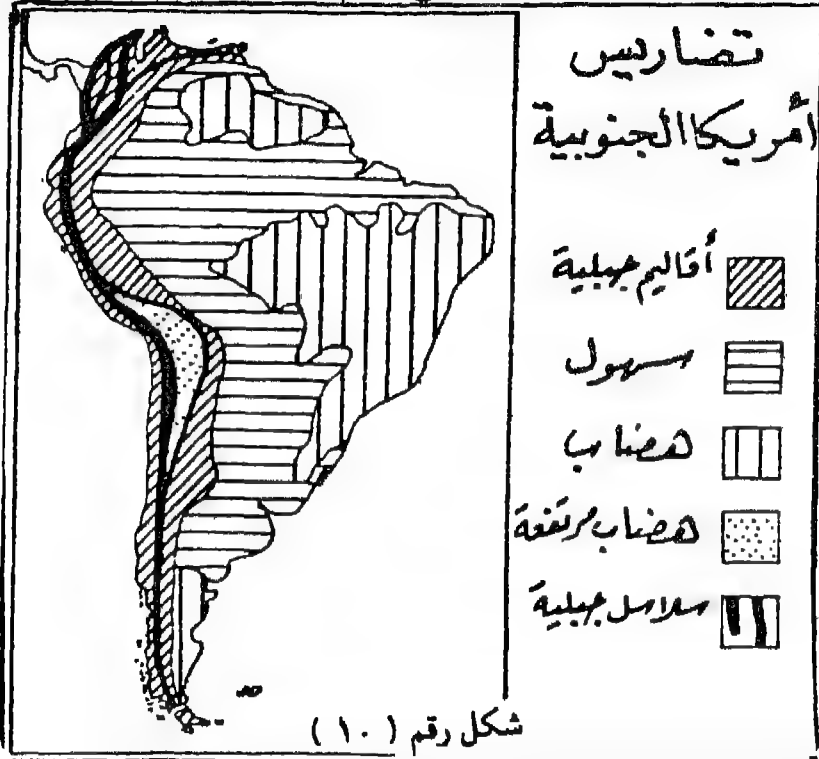 تضاريس
أمريكا الجنوبية
أقاليم جبلية
سهول
هضاب
هضاب مرتفعة
سلاسل جبلية
شكل رقم (١٠)